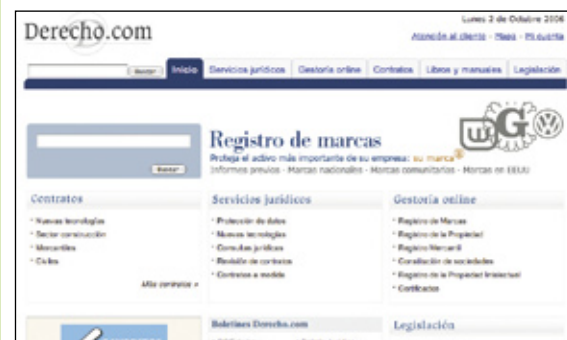 Lunes 2 de Octubre 2006
Derecho.com
Atención al cliente - Mapa - Mi cuenta
Buscar
Inicio
Servicios jurídicos
Gestoría online
Contratos
Libros y manuales
Legislación
Registro de marcas
Proteja el activo más importante de su empresa: su marca
Informes previos - Marcas nacionales - Marcas comunitarias - Marcas en EEUU
Buscar
Contratos
Nuevas tecnologías
Sector construcción
Mercantiles
Civiles
Más contratos »
Servicios jurídicos
Protección de datos
Nuevas tecnologías
Consultas jurídicas
Revisión de contratos
Contratos a medida
Gestoría online
Registro de Marcas
Registro de la Propiedad
Registro Mercantil
Constitución de sociedades
Registro de la Propiedad Intelectual
Certificados
Boletines Derecho.com
Legislación